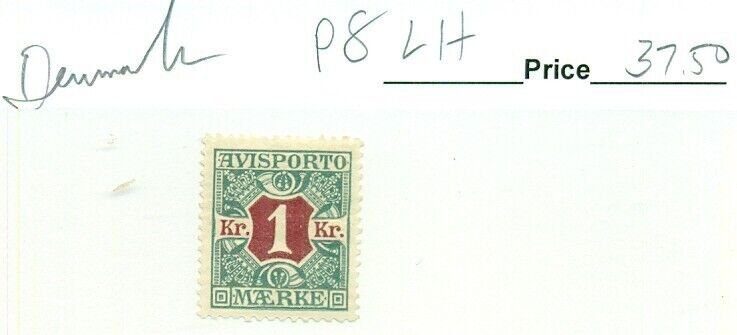 Denmark P8 LH Price 37.50
AVISPORTO
Kr. 1 Kr.
MÆRKE